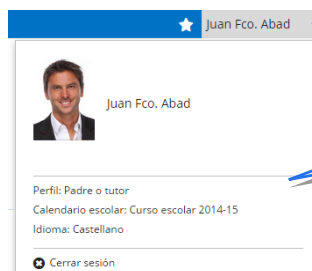 Juan Fco. Abad
Juan Fco. Abad
Perfil: Padre o tutor
Calendario escolar: Curso escolar 2014-15
Idioma: Castellano
Cerrar sesión